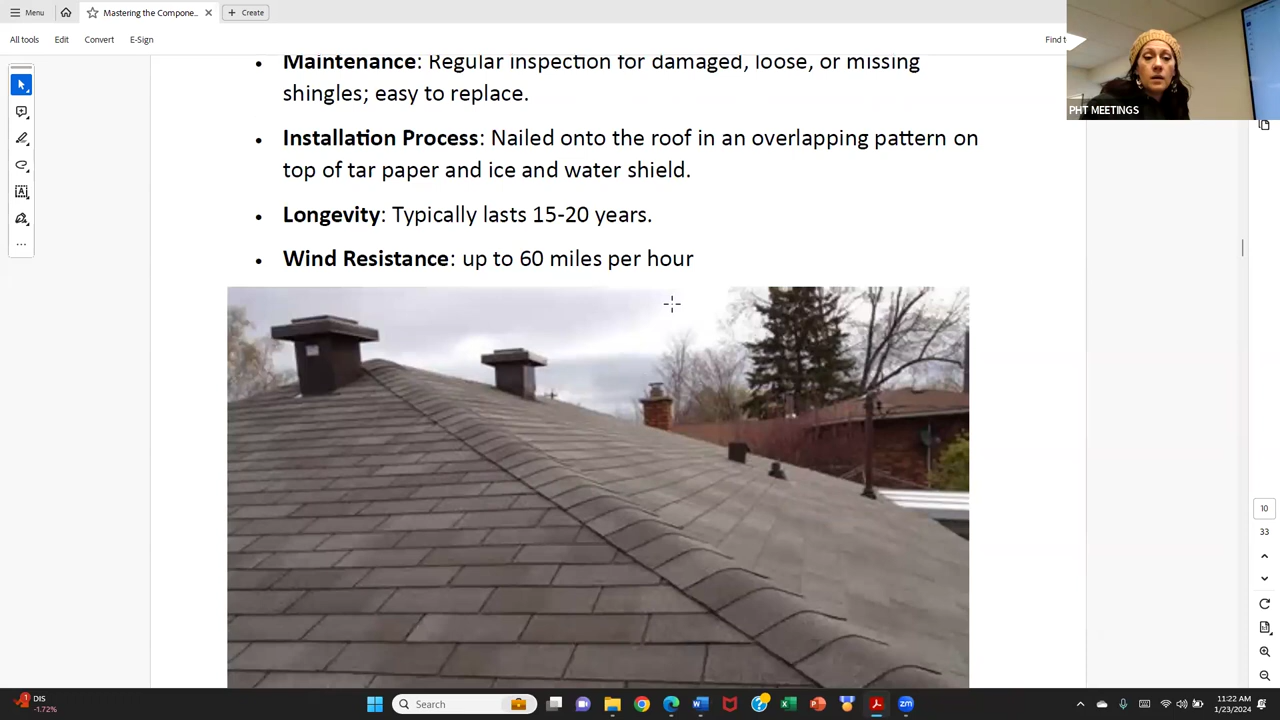 Menu
Mastering the Compone...
Create
All tools
Edit
Convert
E-Sign
Find t
PHT MEETINGS
Maintenance: Regular inspection for damaged, loose, or missing
shingles; easy to replace.
Installation Process: Nailed onto the roof in an overlapping pattern on
top of tar paper and ice and water shield.
Longevity: Typically lasts 15-20 years.
Wind Resistance: up to 60 miles per hour
10
33
1
DIS
-1.72%
Search
11:22 AM
1/23/2024